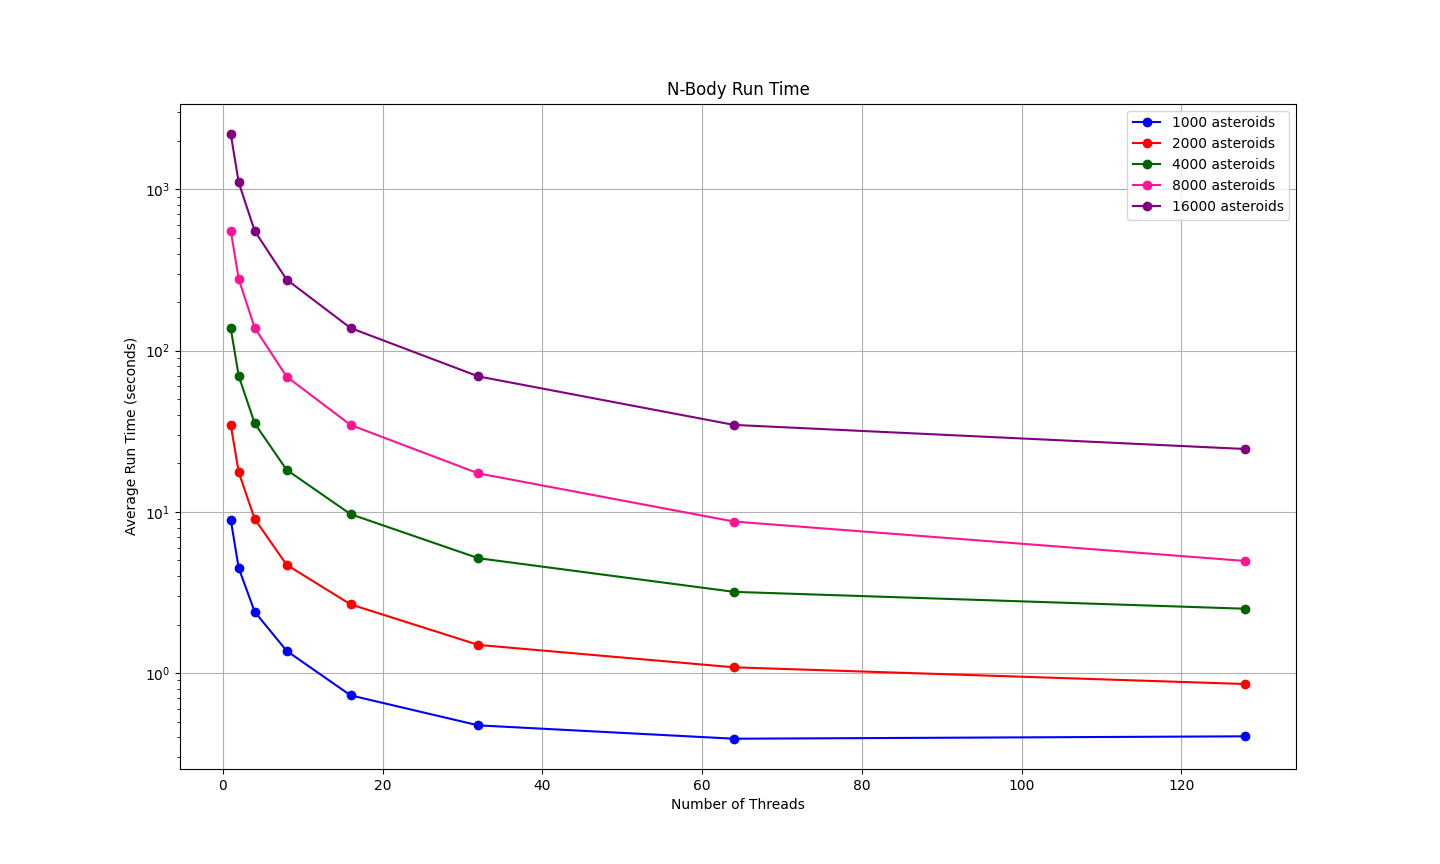 N-Body Run Time
1000 asteroids
2000 asteroids
4000 asteroids
8000 asteroids
16000 asteroids
Average Run Time (seconds)
10³
10²
10¹
10⁰
0 20 40 60 80 100 120
Number of Threads